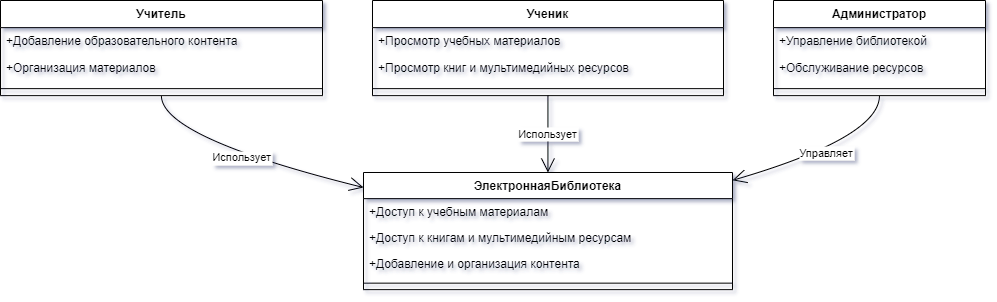 Учитель
+Добавление образовательного контента
+Организация материалов
Ученик
+Просмотр учебных материалов
+Просмотр книг и мультимедийных ресурсов
Администратор
+Управление библиотекой
+Обслуживание ресурсов
Использует
Использует
Управляет
ЭлектроннаяБиблиотека
+Доступ к учебным материалам
+Доступ к книгам и мультимедийным ресурсам
+Добавление и организация контента